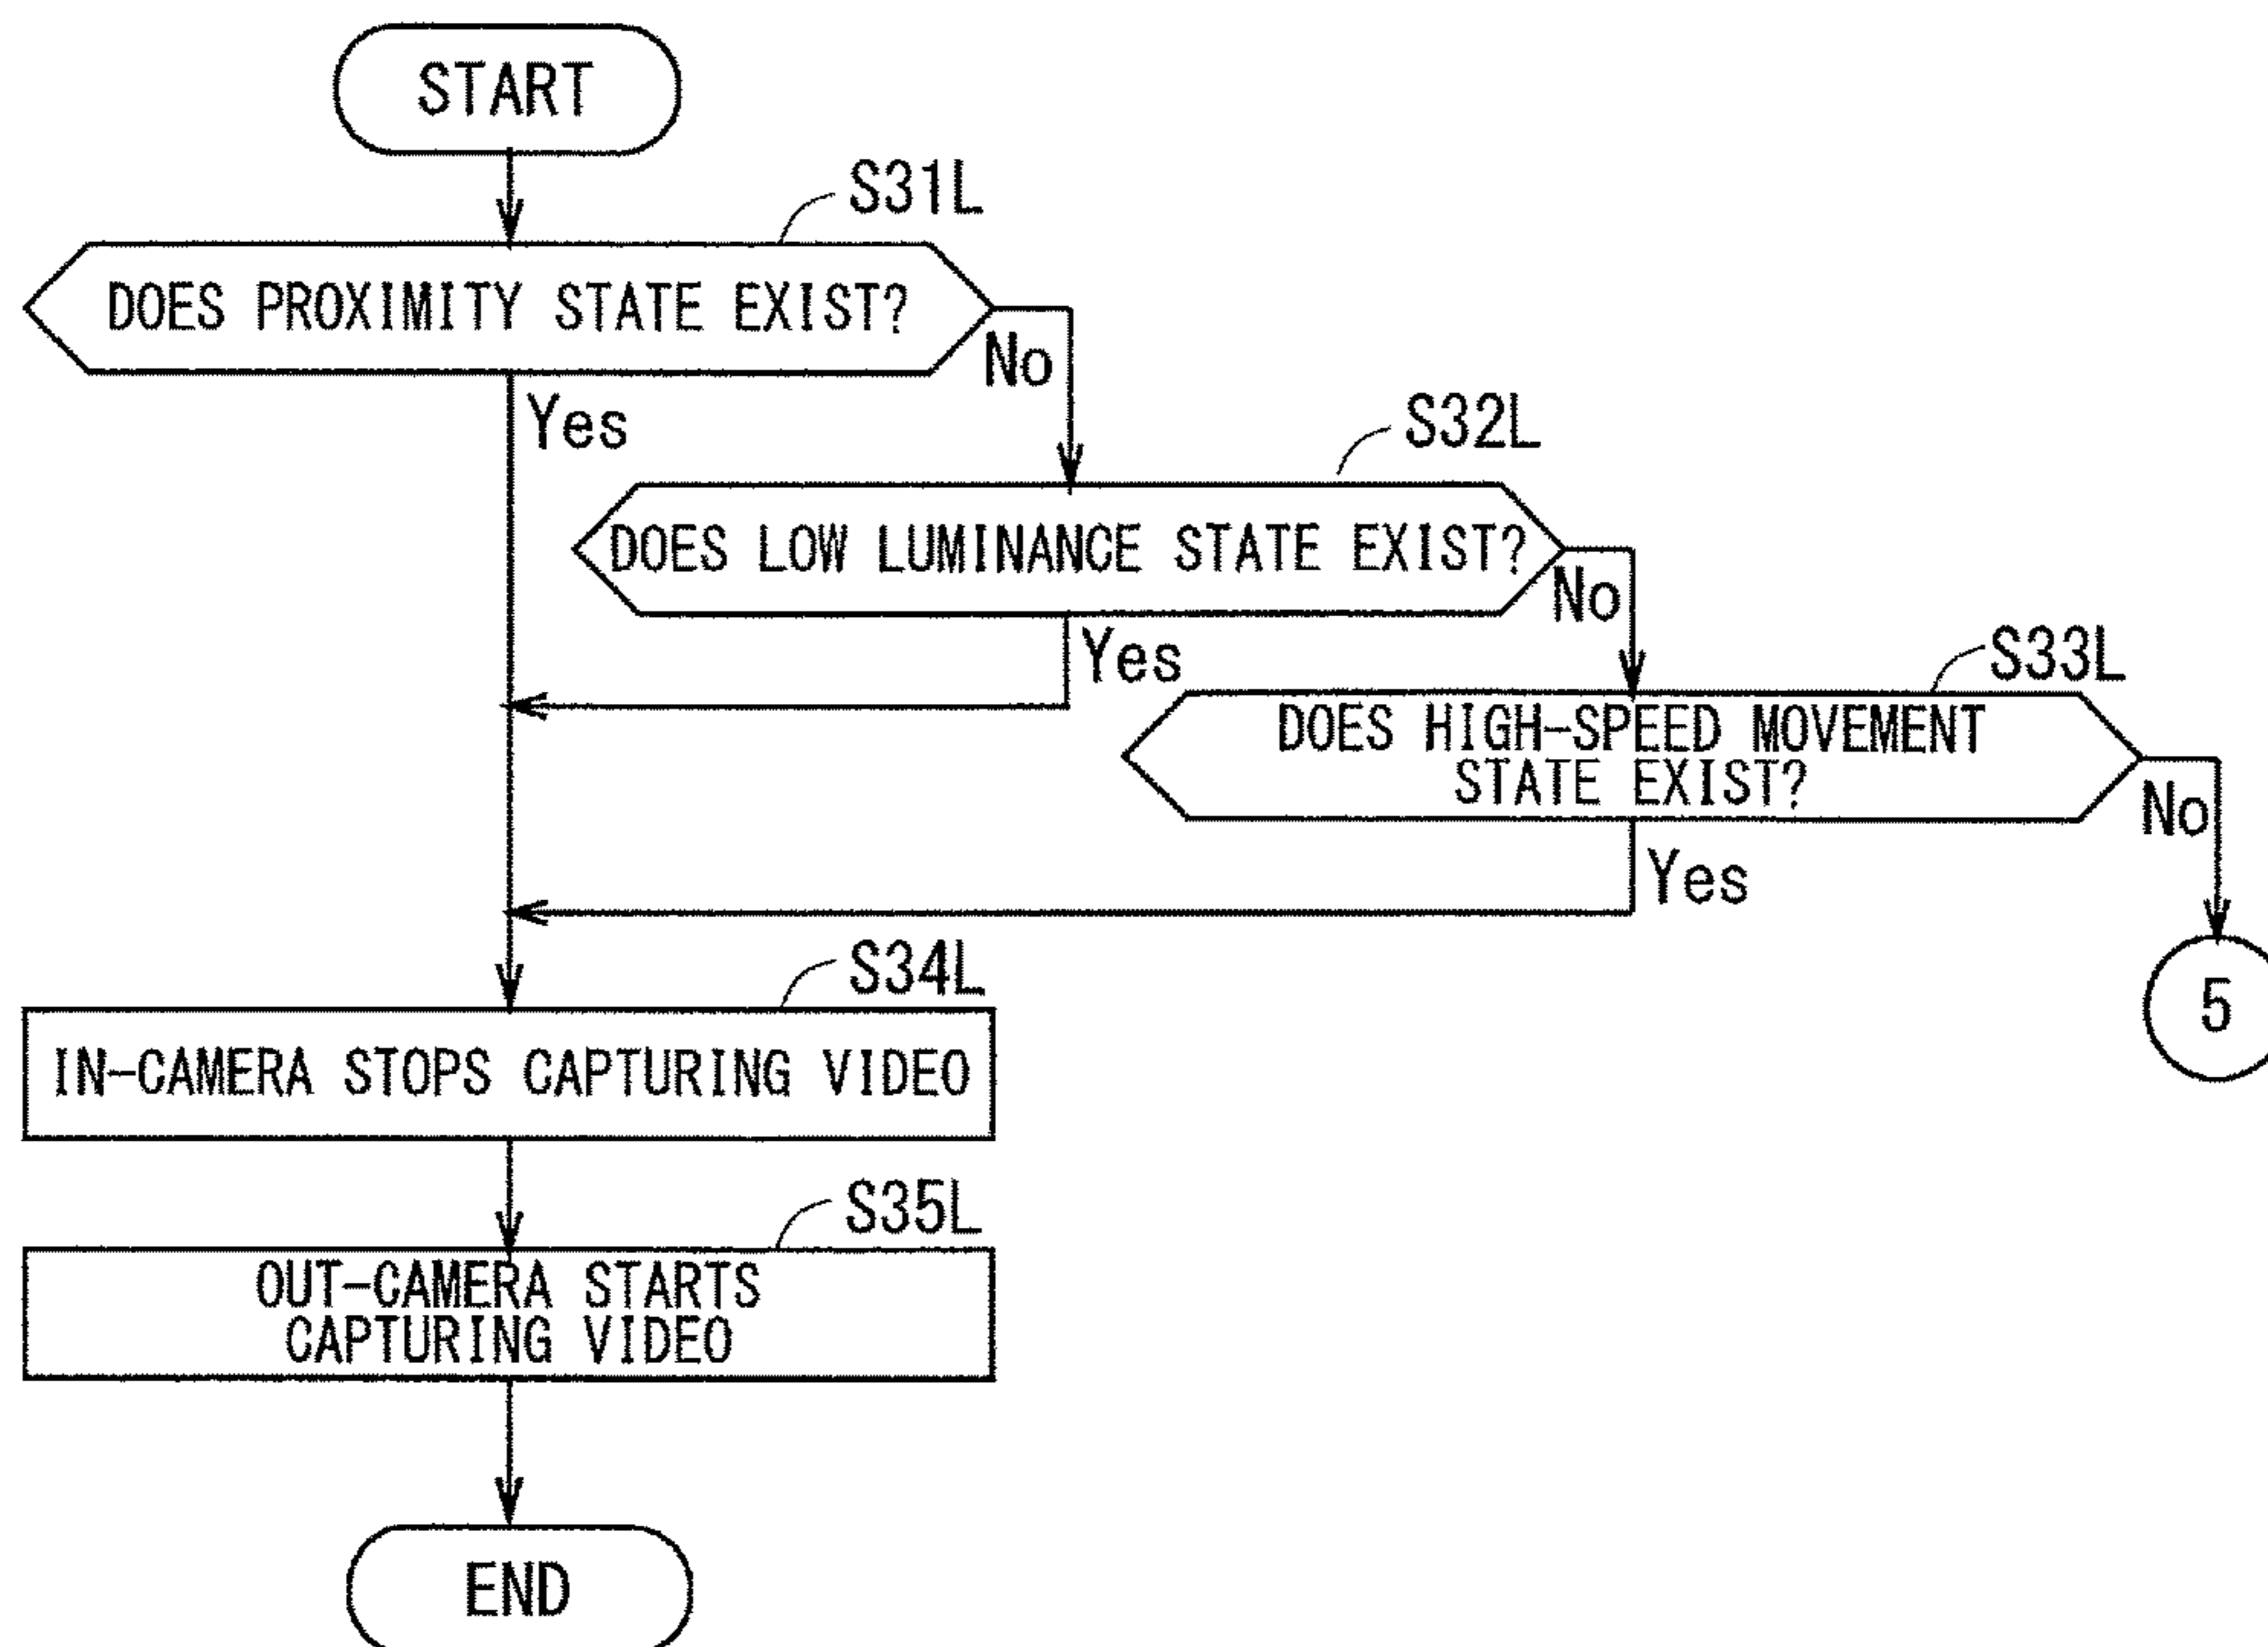 START
S31L
DOES PROXIMITY STATE EXIST?
No
Yes
S32L
DOES LOW LUMINANCE STATE EXIST?
No
Yes
S33L
DOES HIGH-SPEED MOVEMENT
STATE EXIST?
No
Yes
5
S34L
IN-CAMERA STOPS CAPTURING VIDEO
S35L
OUT-CAMERA STARTS
CAPTURING VIDEO
END